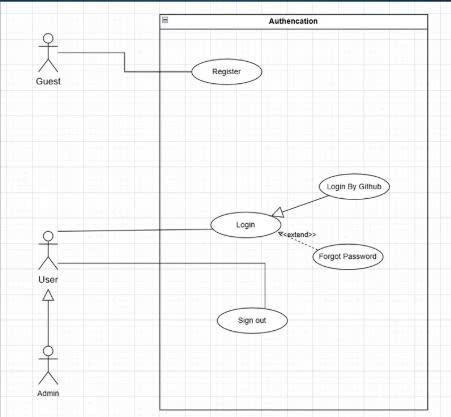 Authencation
Register
Guest
Login By Github
Login
<<extend>>
Forgot Password
User
Sign out
Admin